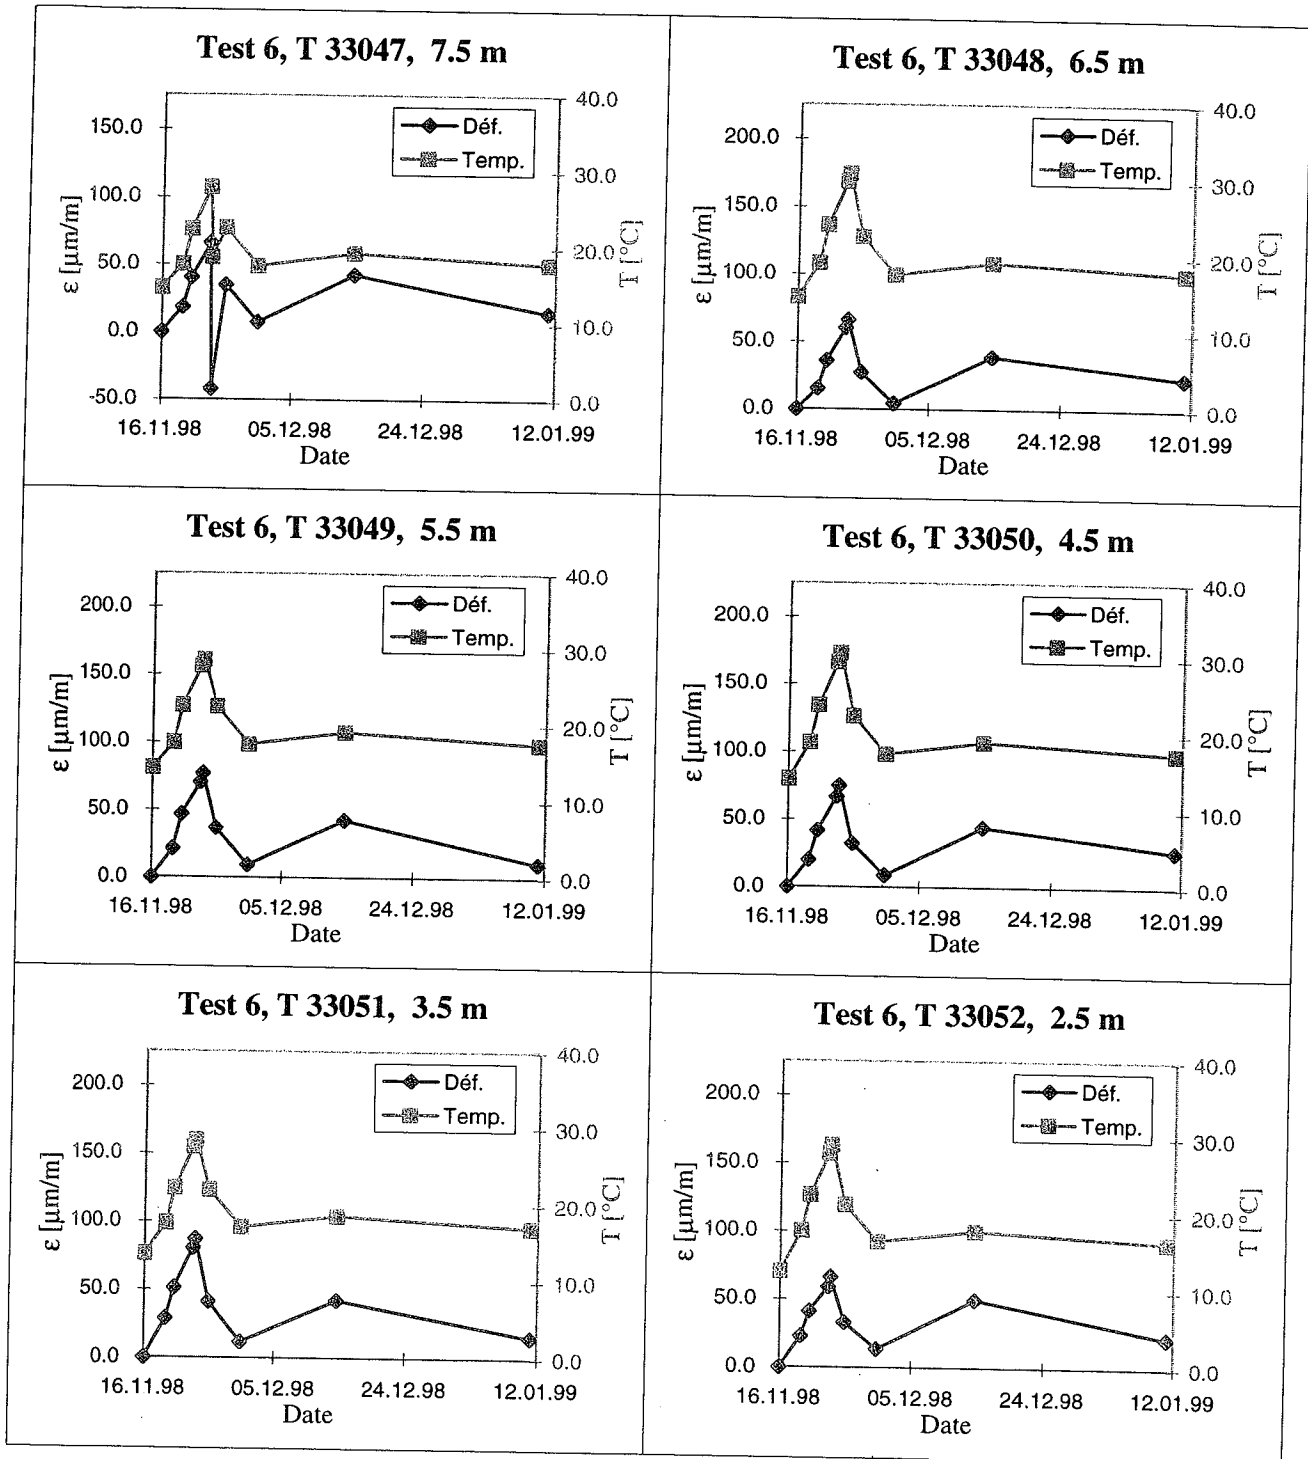 Test 6, T 33047, 7.5 m
40.0
150.0
Déf.
Temp.
30.0
100.0
ε [µm/m]
T [°C]
20.0
50.0
0.0
10.0
-50.0
0.0
16.11.98
05.12.98
24.12.98
12.01.99
Date
Test 6, T 33048, 6.5 m
40.0
200.0
Déf.
Temp.
30.0
150.0
ε [µm/m]
T [°C]
100.0
20.0
50.0
10.0
0.0
0.0
16.11.98
05.12.98
24.12.98
12.01.99
Date
Test 6, T 33049, 5.5 m
40.0
200.0
Déf.
Temp.
30.0
150.0
ε [µm/m]
T [°C]
100.0
20.0
50.0
10.0
0.0
0.0
16.11.98
05.12.98
24.12.98
12.01.99
Date
Test 6, T 33050, 4.5 m
40.0
200.0
Déf.
Temp.
30.0
150.0
ε [µm/m]
T [°C]
100.0
20.0
50.0
10.0
0.0
0.0
16.11.98
05.12.98
24.12.98
12.01.99
Date
Test 6, T 33051, 3.5 m
40.0
200.0
Déf.
Temp.
30.0
150.0
ε [µm/m]
T [°C]
100.0
20.0
50.0
10.0
0.0
0.0
16.11.98
05.12.98
24.12.98
12.01.99
Date
Test 6, T 33052, 2.5 m
40.0
200.0
Déf.
Temp.
30.0
150.0
ε [µm/m]
T [°C]
100.0
20.0
50.0
10.0
0.0
0.0
16.11.98
05.12.98
24.12.98
12.01.99
Date